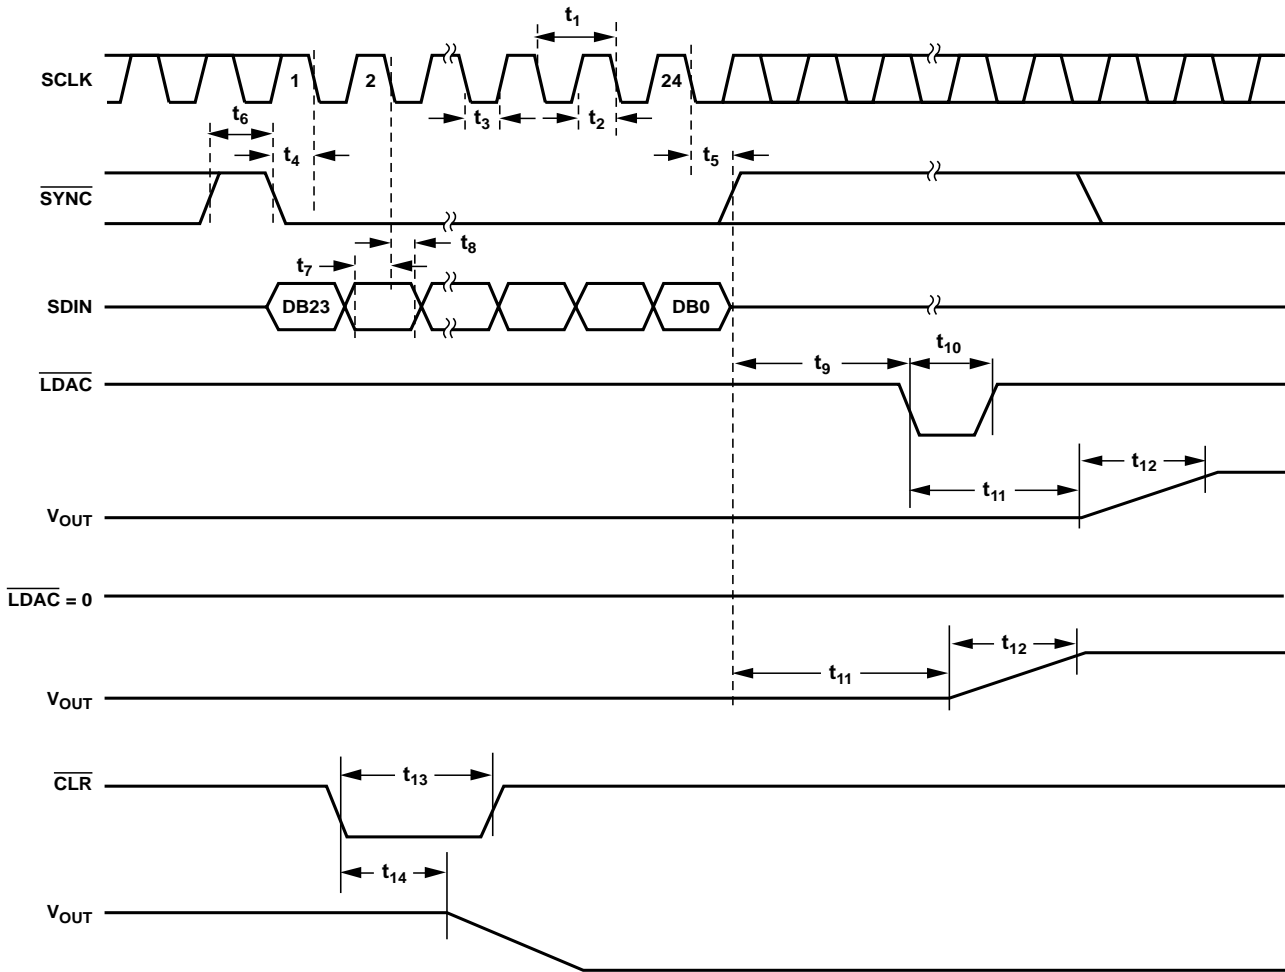 t1
SCLK
1
2
24
t3
t2
t6
t4
t5
SYNC
t8
t7
SDIN
DB23
DB0
t9
t10
LDAC
t12
t11
VOUT
LDAC = 0
t12
t11
VOUT
t13
CLR
t14
VOUT